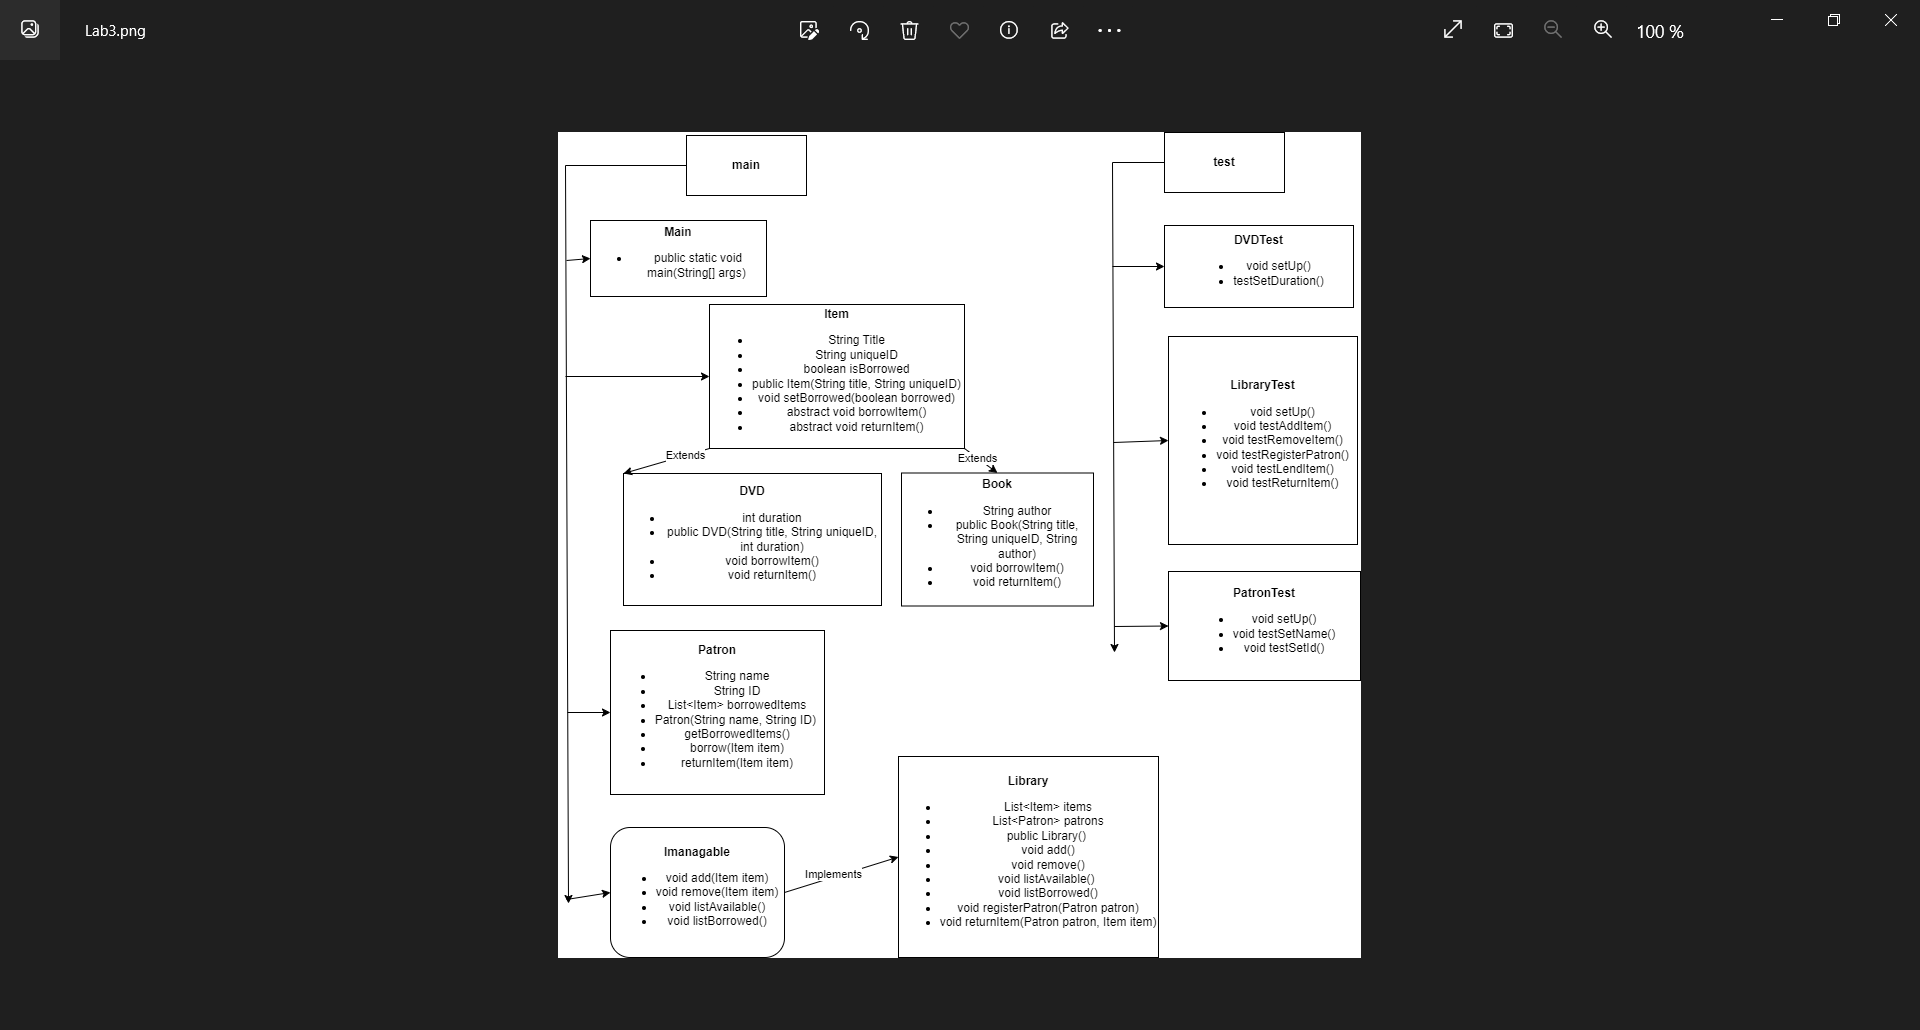 Lab3.png
100 %
main
test
Main
public static void
main(String[] args)
DVDTest
void setUp()
testSetDuration()
Item
String Title
String uniqueID
boolean isBorrowed
public Item(String title, String uniqueID)
void setBorrowed(boolean borrowed)
abstract void borrowItem()
abstract void returnItem()
LibraryTest
void setUp()
void testAddItem()
void testRemoveItem()
void testRegisterPatron()
void testLendItem()
void testReturnItem()
Extends
Extends
DVD
int duration
public DVD(String title, String uniqueID,
int duration)
void borrowItem()
void returnItem()
Book
String author
public Book(String title,
String uniqueID, String
author)
void borrowItem()
void returnItem()
PatronTest
void setUp()
void testSetName()
void testSetId()
Patron
String name
String ID
List<Item> borrowedItems
Patron(String name, String ID)
getBorrowedItems()
borrow(Item item)
returnItem(Item item)
Imanagable
void add(Item item)
void remove(Item item)
void listAvailable()
void listBorrowed()
Implements
Library
List<Item> items
List<Patron> patrons
public Library()
void add()
void remove()
void listAvailable()
void listBorrowed()
void registerPatron(Patron patron)
void returnItem(Patron patron, Item item)